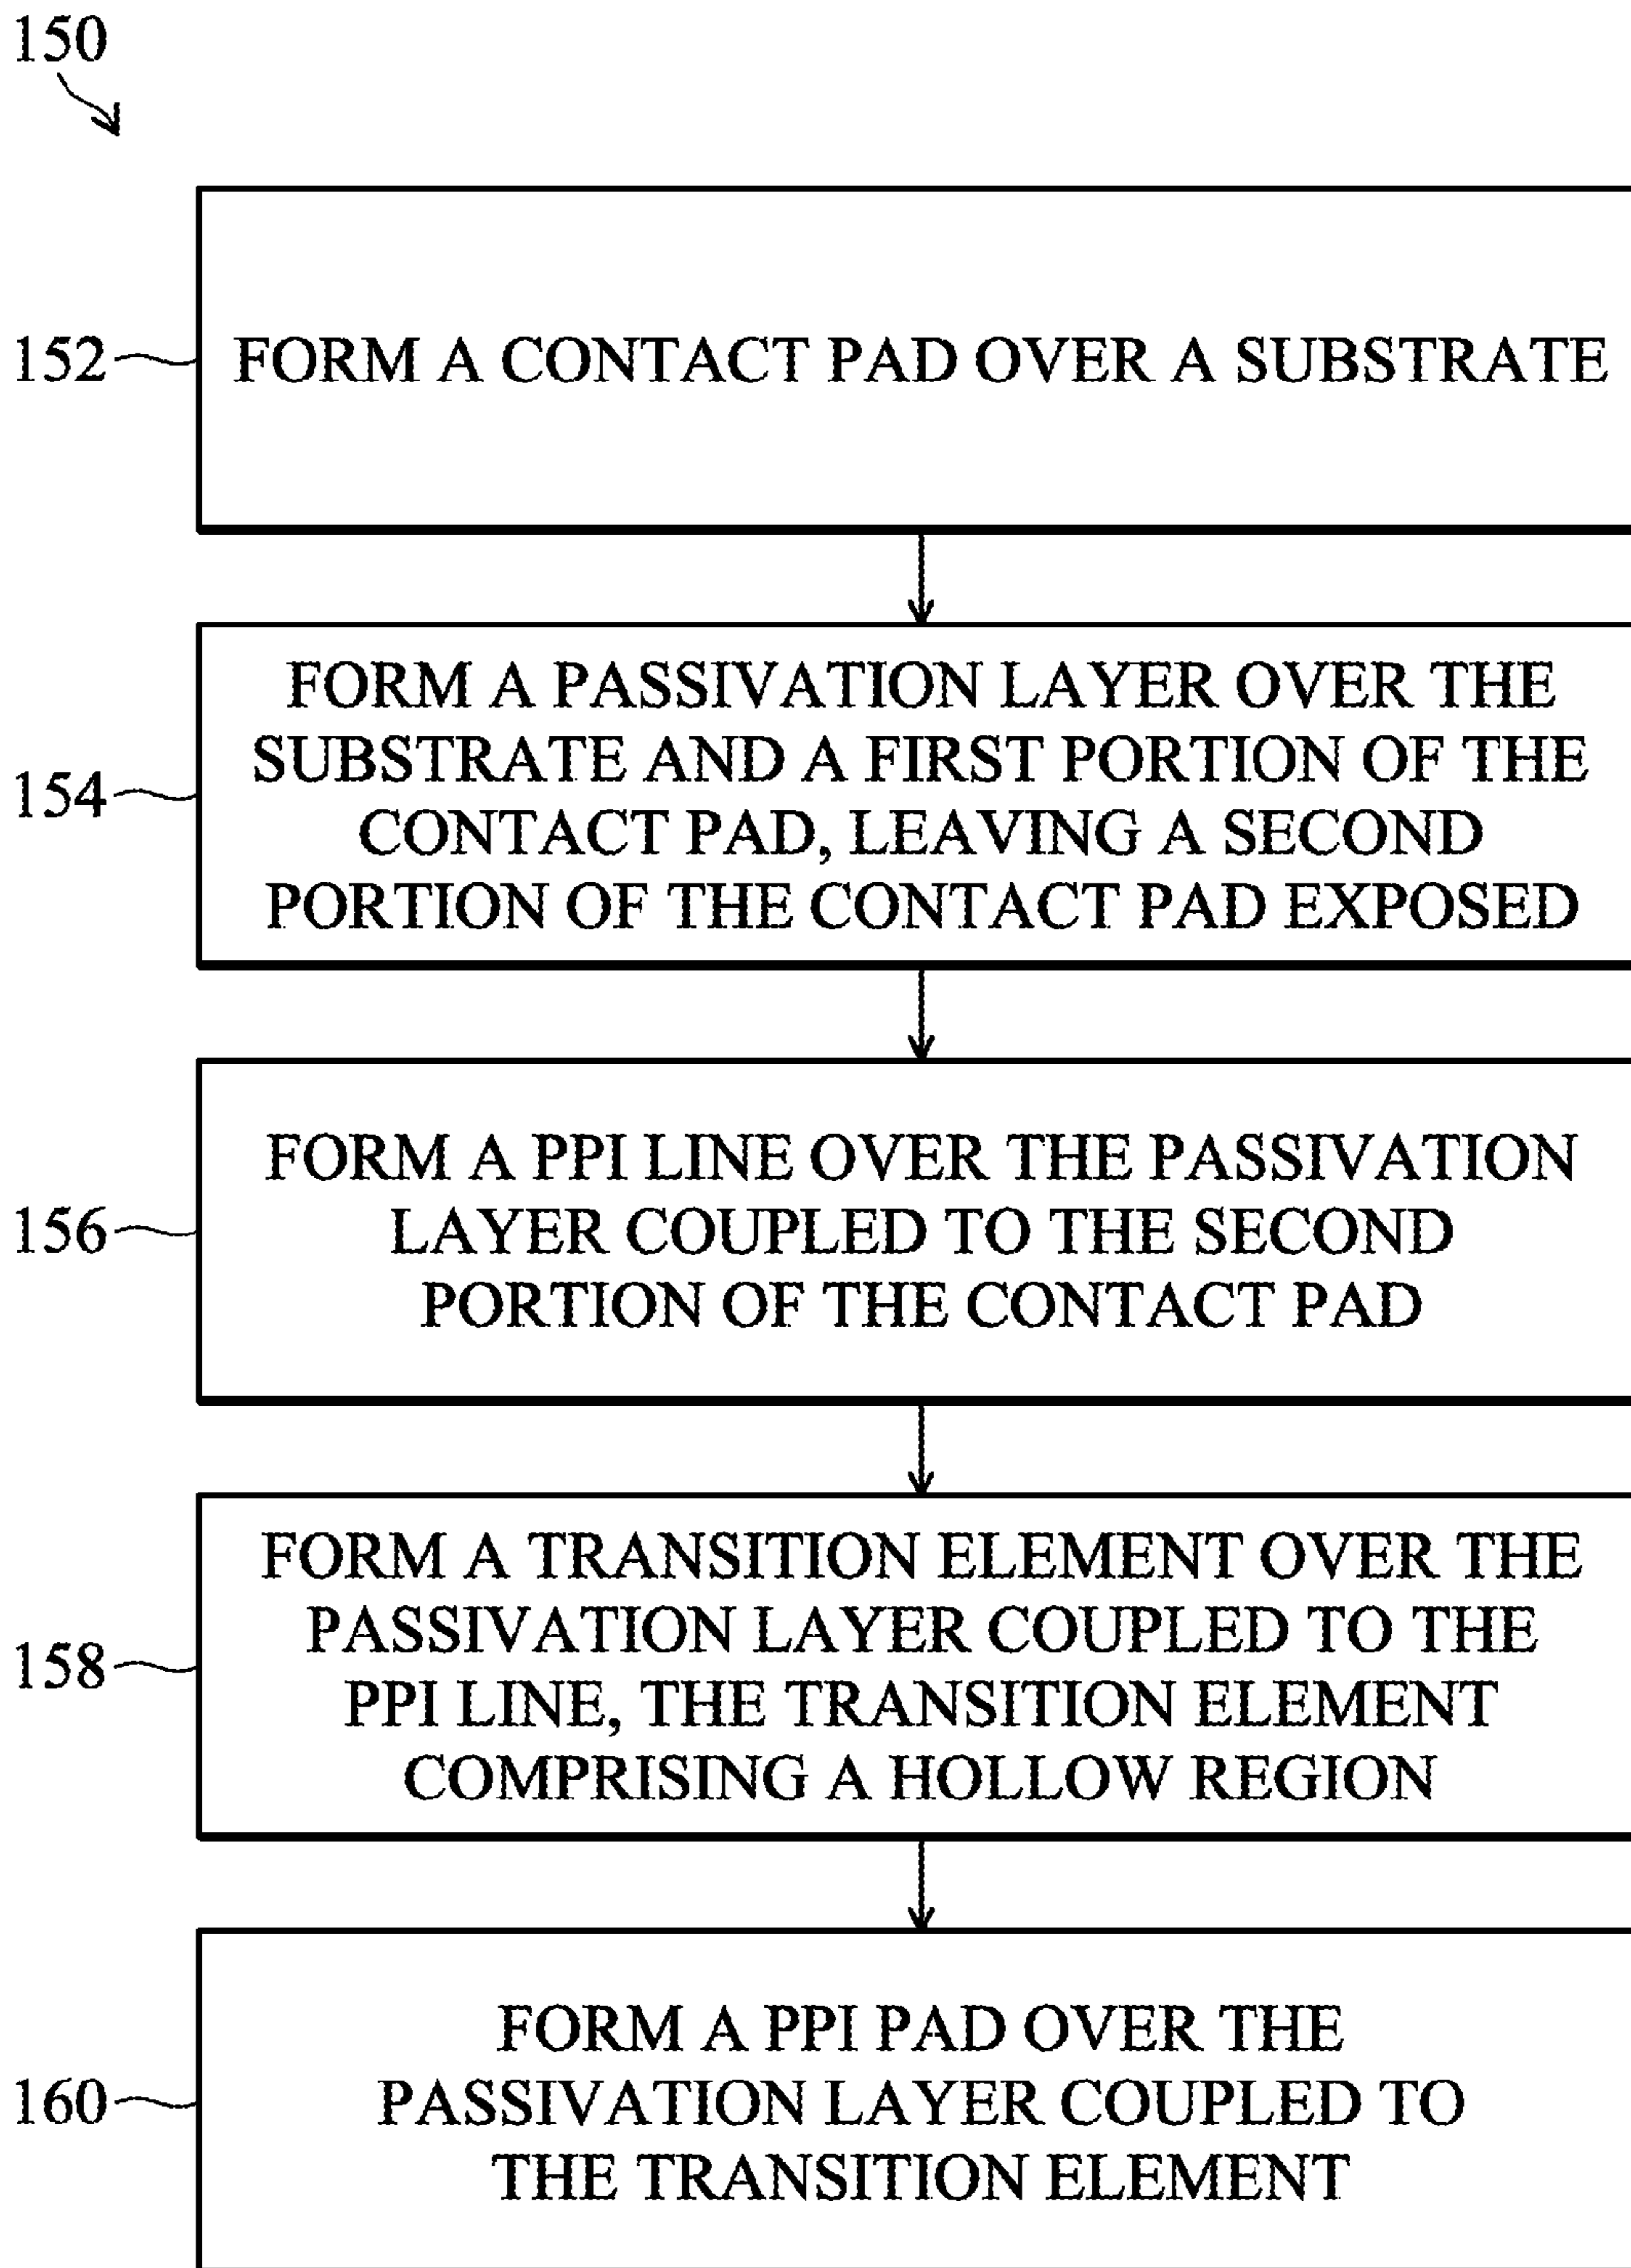 150
152
FORM A CONTACT PAD OVER A SUBSTRATE
154
FORM A PASSIVATION LAYER OVER THE
SUBSTRATE AND A FIRST PORTION OF THE
CONTACT PAD, LEAVING A SECOND
PORTION OF THE CONTACT PAD EXPOSED
156
FORM A PPI LINE OVER THE PASSIVATION
LAYER COUPLED TO THE SECOND
PORTION OF THE CONTACT PAD
158
FORM A TRANSITION ELEMENT OVER THE
PASSIVATION LAYER COUPLED TO THE
PPI LINE, THE TRANSITION ELEMENT
COMPRISING A HOLLOW REGION
160
FORM A PPI PAD OVER THE
PASSIVATION LAYER COUPLED TO
THE TRANSITION ELEMENT